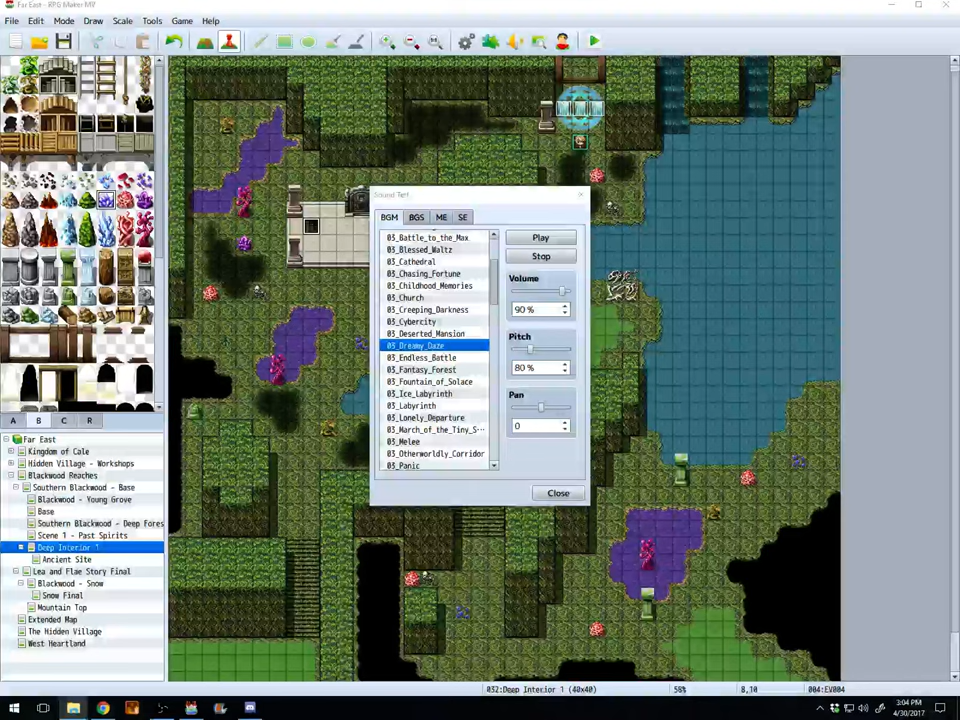 Far East - RPG Maker MV
File Edit Mode Draw Scale Tools Game Help
Sound Test
BGM BGS ME SE
03_Battle_to_the_Max
03_Blessed_Waltz
03_Cathedral
03_Chasing_Fortune
03_Childhood_Memories
03_Church
03_Creeping_Darkness
03_Cybercity
03_Deserted_Mansion
03_Dreamy_Daze
03_Endless_Battle
03_Fantasy_Forest
03_Fountain_of_Solace
03_Ice_Labyrinth
03_Labyrinth
03_Lonely_Departure
03_March_of_the_Tiny_S…
03_Melee
03_Otherworldly_Corridor
03_Panic
Play
Stop
Volume
90 %
Pitch
80 %
Pan
0
Close
A B C R
Far East
Kingdom of Cale
Hidden Village - Workshops
Blackwood Reaches
Southern Blackwood - Base
Blackwood - Young Grove
Base
Southern Blackwood - Deep Fores
Scene 1 - Past Spirits
Deep Interior 1
Ancient Site
Lea and Flae Story Final
Blackwood - Snow
Snow Final
Mountain Top
Extended Map
The Hidden Village
West Heartland
032:Deep Interior 1 (40x40) 56% 8,10 004:EV004
3:04 PM
4/30/2017